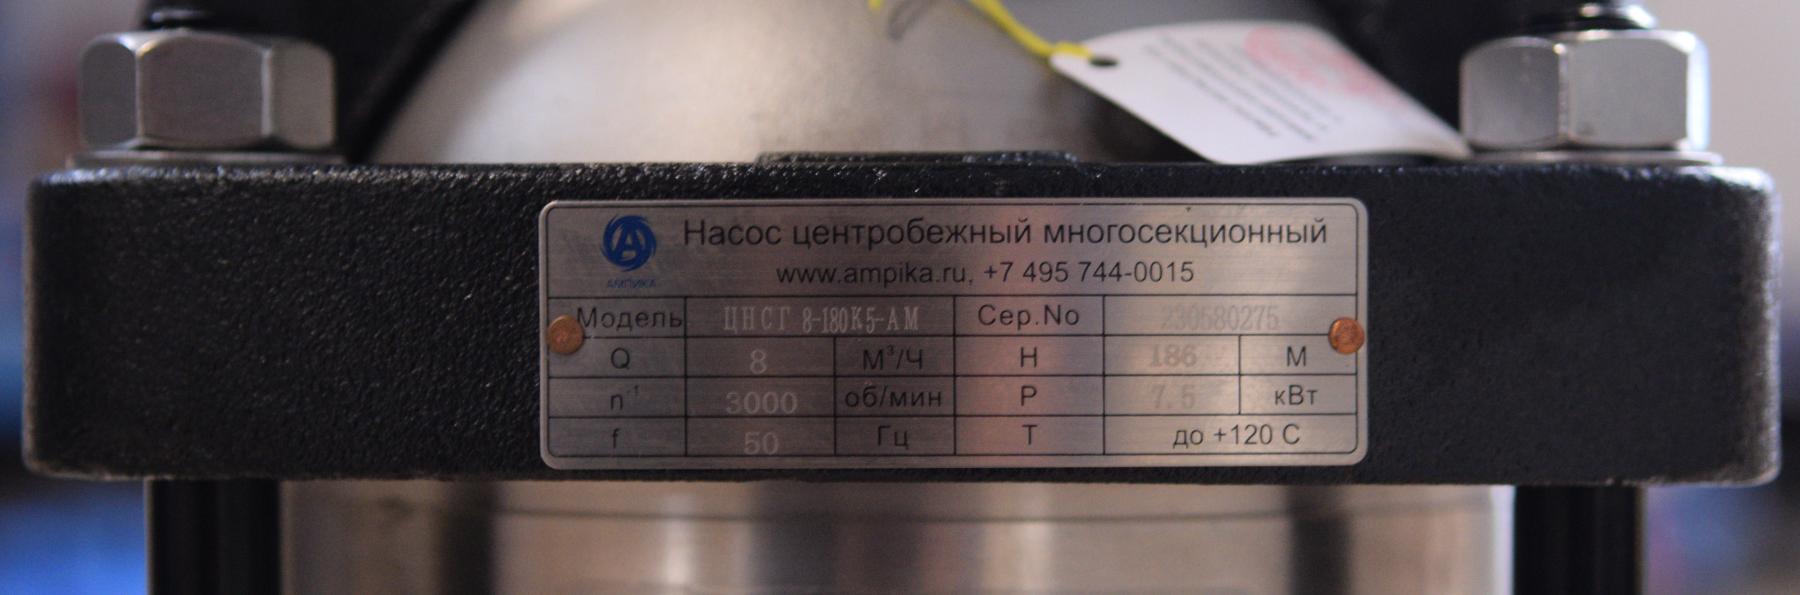 АМПИКА
Насос центробежный многосекционный
www.ampika.ru, +7 495 744-0015
Модель ЦНСГ 8-180К5-АМ Сер.No 230580275
Q 8 М³/Ч Н 186 М
n⁻¹ 3000 об/мин Р 7.5 кВт
f 50 Гц Т до +120 С